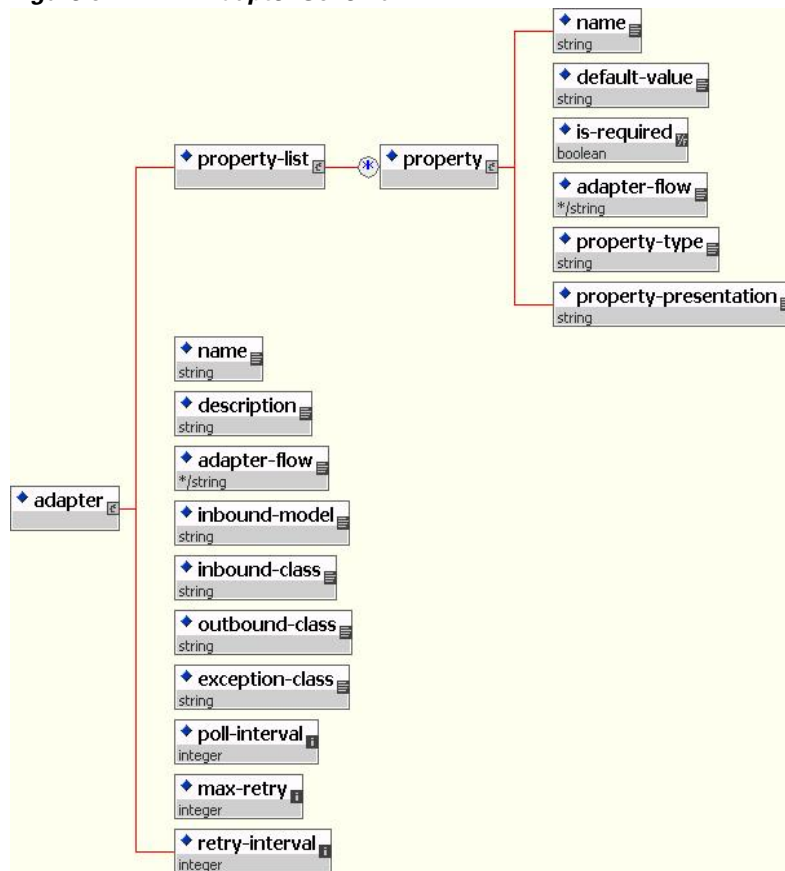 name
string
default-value
string
is-required
boolean
adapter-flow
*/string
property-type
string
property-presentation
string
property-list
property
name
string
description
string
adapter-flow
*/string
adapter
inbound-model
string
inbound-class
string
outbound-class
string
exception-class
string
poll-interval
integer
max-retry
integer
retry-interval
integer